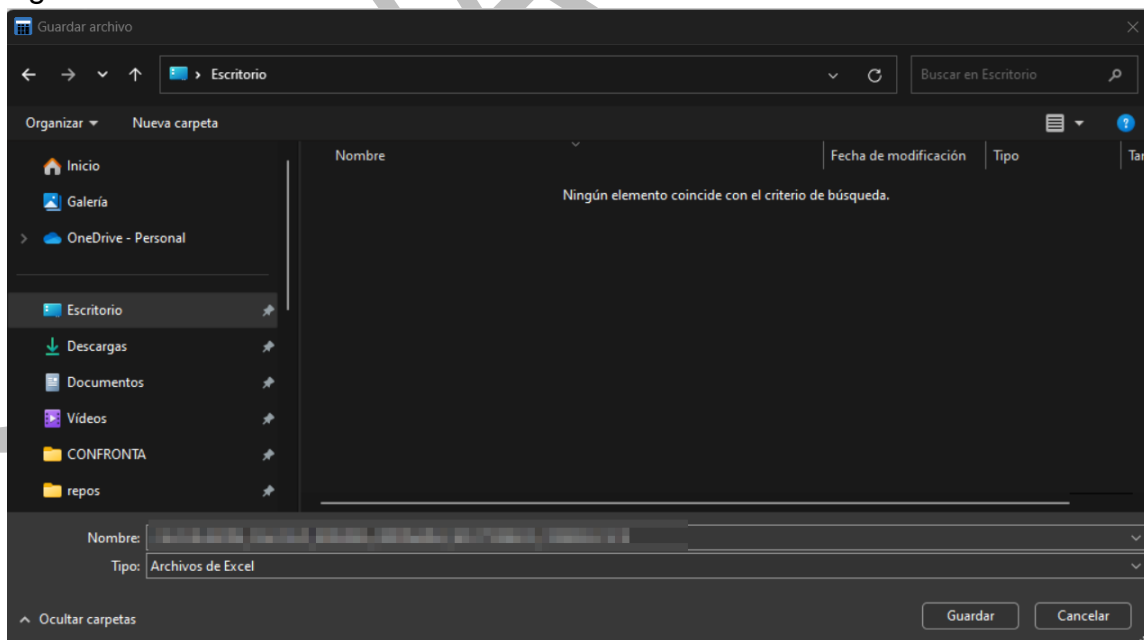 Guardar archivo
Escritorio
Buscar en Escritorio
Organizar
Nueva carpeta
Inicio
Nombre
Fecha de modificación
Tipo
Ningún elemento coincide con el criterio de búsqueda.
Galería
OneDrive - Personal
Escritorio
Descargas
Documentos
Vídeos
CONFRONTA
repos
Nombre:
Tipo: Archivos de Excel
Ocultar carpetas
Guardar
Cancelar